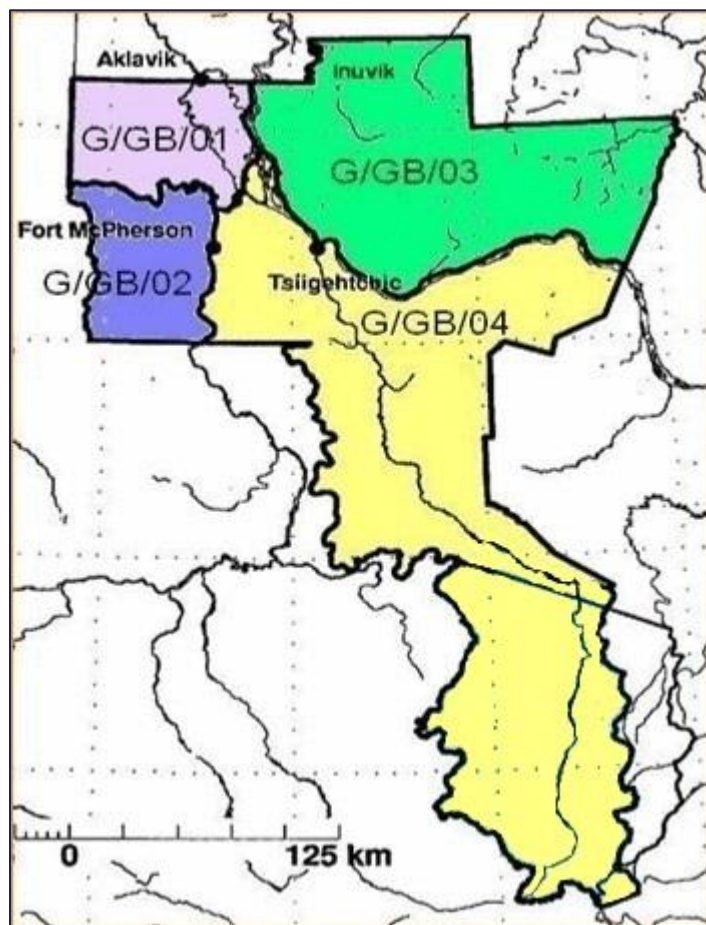 Aklavik
Inuvik
G/GB/01
G/GB/03
Fort McPherson
G/GB/02
Tsiigehtchic
G/GB/04
0 125 km